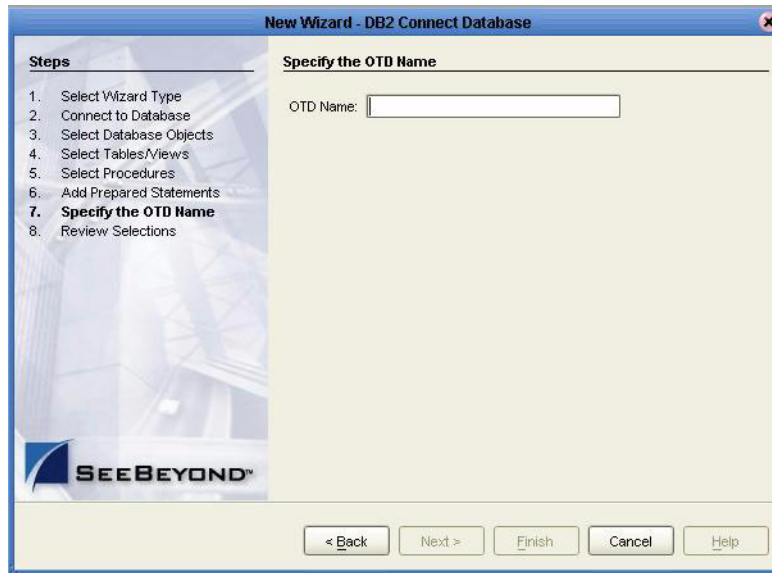 New Wizard - DB2 Connect Database
Steps
1. Select Wizard Type
2. Connect to Database
3. Select Database Objects
4. Select Tables/Views
5. Select Procedures
6. Add Prepared Statements
7. Specify the OTD Name
8. Review Selections
SEEBEYOND™
Specify the OTD Name
OTD Name:
< Back Next > Finish Cancel Help